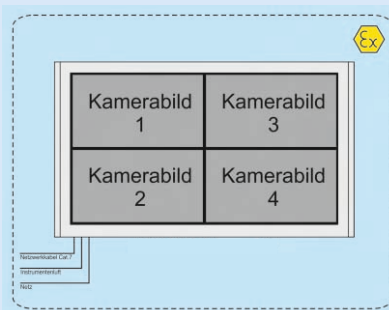 Ex
Kamerabild
1
Kamerabild
3
Kamerabild
2
Kamerabild
4
Netzwerkkabel Cat.7
Instrumentenluft
Netz